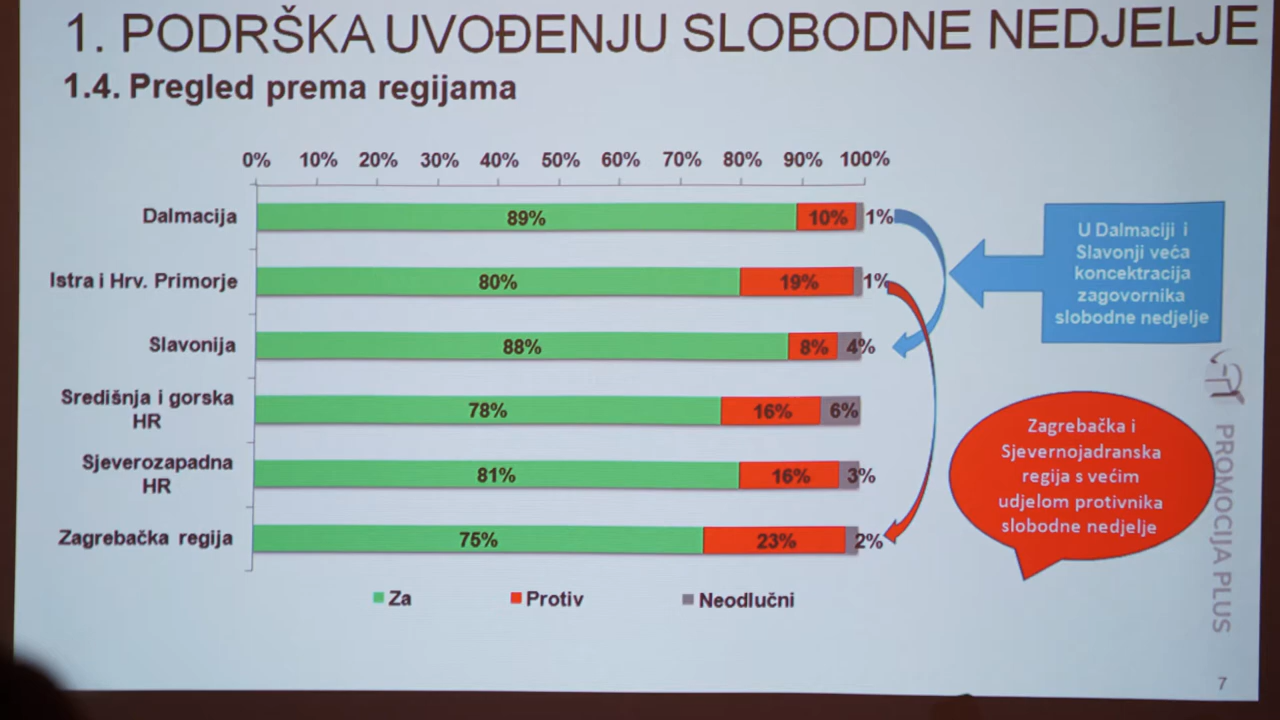 1. PODRŠKA UVOĐENJU SLOBODNE NEDJELJE
1.4. Pregled prema regijama
0% 10% 20% 30% 40% 50% 60% 70% 80% 90% 100%
Dalmacija 89% 10% 1%
Istra i Hrv. Primorje 80% 19% 1%
Slavonija 88% 8% 4%
Središnja i gorska
HR
78% 16% 6%
Sjeverozapadna
HR
81% 16% 3%
Zagrebačka regija 75% 23% 2%
Za Protiv Neodlučni
U Dalmaciji i
Slavonji veča
koncektracija
zagovornika
slobodne nedjelje
Zagrebačka i
Sjevernojadranska
regija s većim
udjelom protivnika
slobodne nedjelje
PROMOCIJA PLUS
7